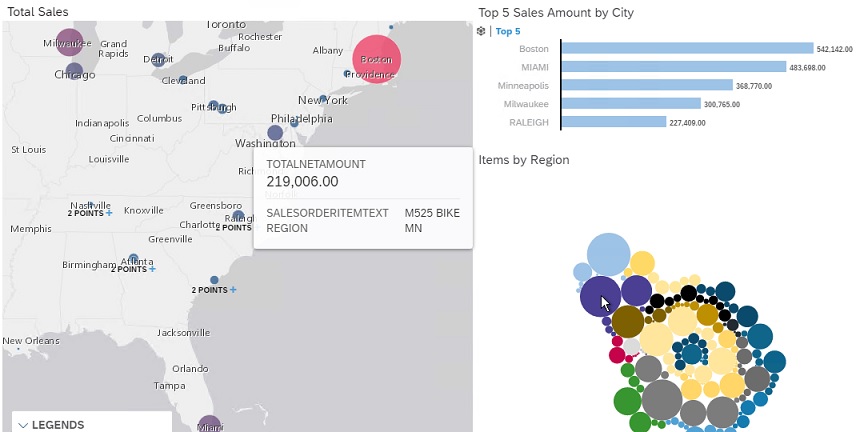 Total Sales
Toronto
Rochester
Milwaukee
Grand
Rapids
Buffalo
Albany
Detroit
Boston
Chicago
Providence
Cleveland
New York
Pittsburgh
Columbus
Philadelphia
Indianapolis
Cincinnati
Washington
St Louis
Louisville
Nashville
2 POINTS +
Knoxville
Greensboro
Raleigh
Memphis
Charlotte
2 POINTS
Greenville
Birmingham
Atlanta
2 POINTS +
2 POINTS +
Jacksonville
New Orleans
Orlando
Tampa
Miami
LEGENDS
TOTALNETAMOUNT
219,006.00
SALESORDERITEMTEXT M525 BIKE
REGION MN
Top 5 Sales Amount by City
Top 5
Boston 542,142.00
MIAMI 483,698.00
Minneapolis 368,770.00
Milwaukee 300,765.00
RALEIGH 227,409.00
Items by Region